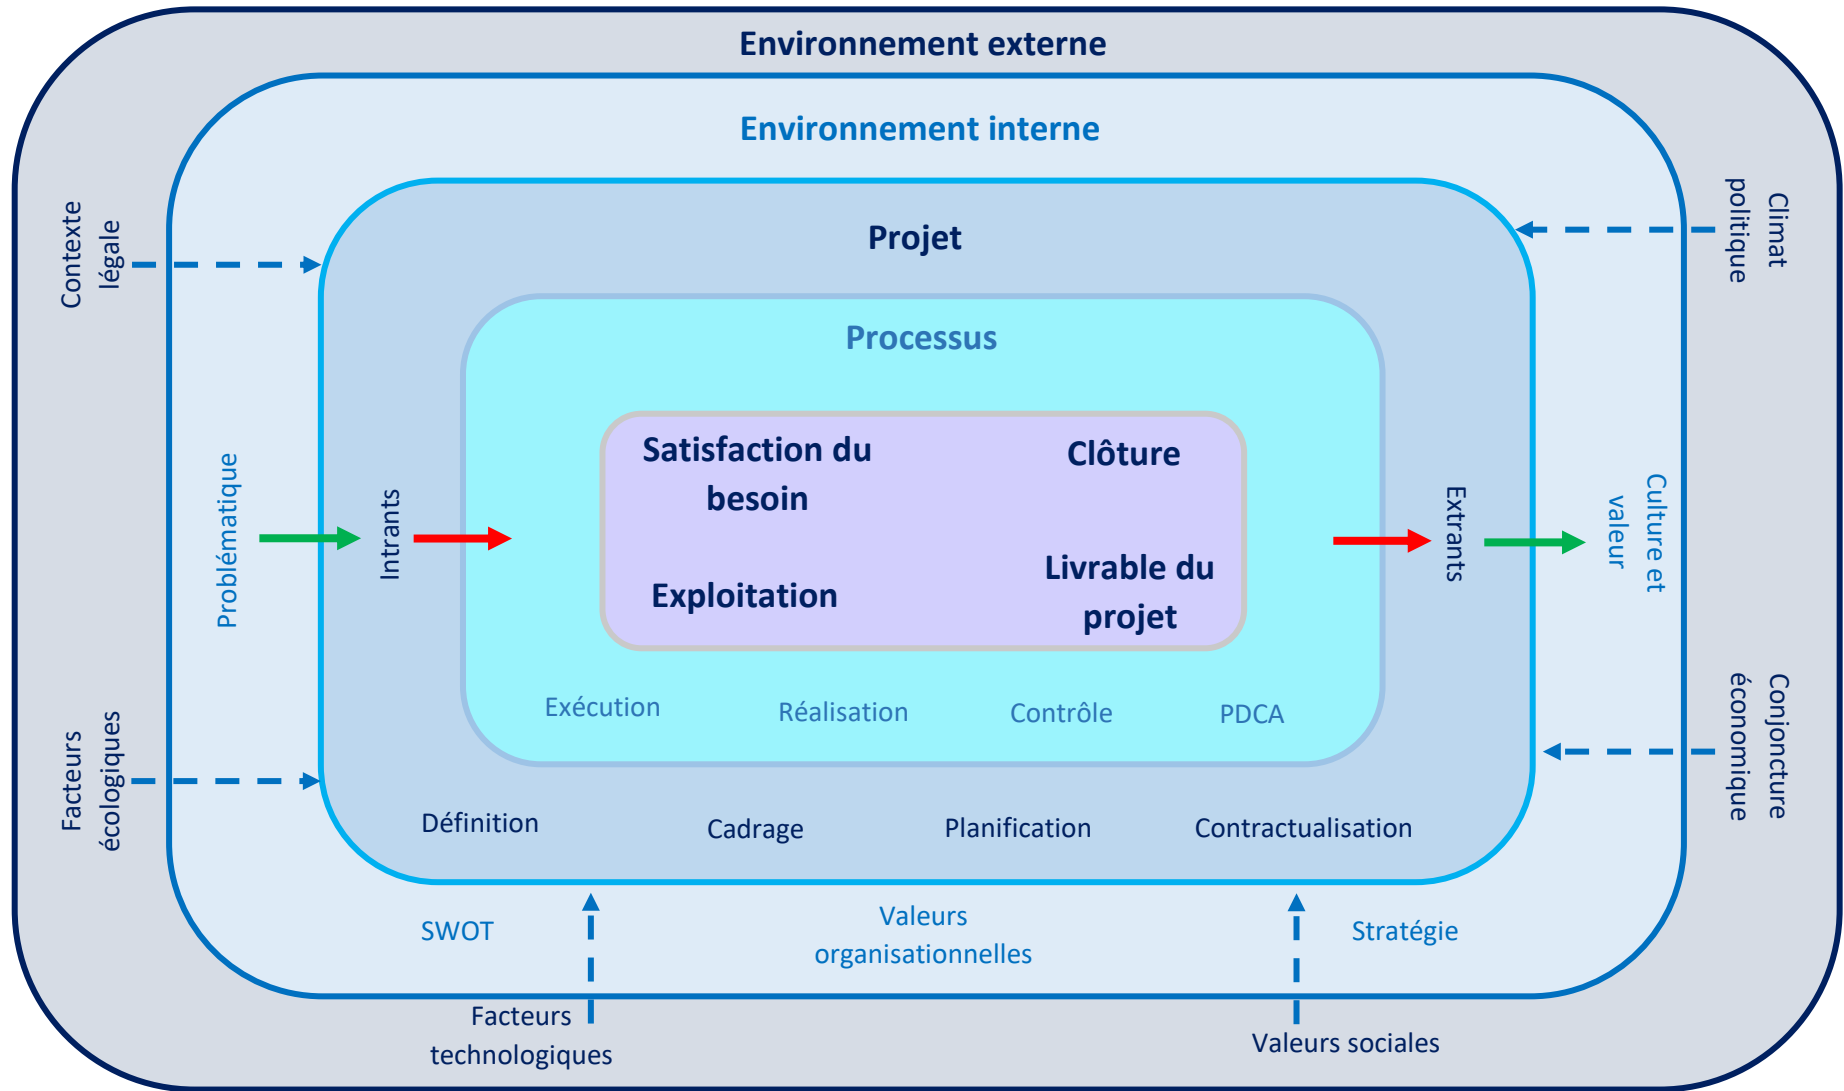 Environnement externe
Environnement interne
Contexte
légale
Climat
politique
Projet
Processus
Satisfaction du
besoin
Clôture
Problématique
Intrants
Extrants
Culture et
valeur
Exploitation
Livrable du
projet
Exécution
Réalisation
Contrôle
PDCA
Facteurs
écologiques
Conjoncture
économique
Définition
Cadrage
Planification
Contractualisation
SWOT
Valeurs
organisationnelles
Stratégie
Facteurs
technologiques
Valeurs sociales